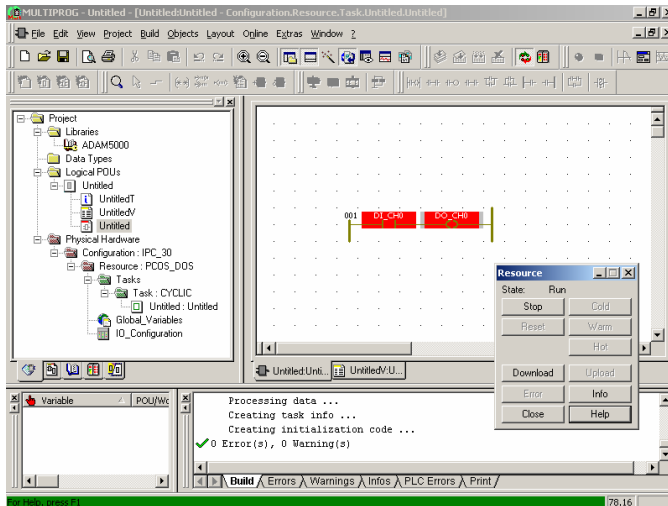 MULTIPROG - Untitled - [Untitled:Untitled - Configuration.Resource.Task.Untitled.Untitled]
File Edit View Project Build Objects Layout Online Extras Window ?
Project
Libraries
ADAM5000
Data Types
Logical POUs
Untitled
UntitledT
UntitledV
Untitled
Physical Hardware
Configuration : IPC_30
Resource : PCOS_DOS
Tasks
Task : CYCLIC
Untitled : Untitled
Global_Variables
IO_Configuration
001 DI_CH0 DO_CH0
Resource
State: Run
Stop Cold
Reset Warm
Hot
Download Upload
Error Info
Close Help
Untitled:Unti... UntitledV:U...
Variable POU/Wc
Processing data ...
Creating task info ...
Creating initialization code ...
0 Error(s), 0 Warning(s)
Build Errors Warnings Infos PLC Errors Print
For Help, press F1
78,16